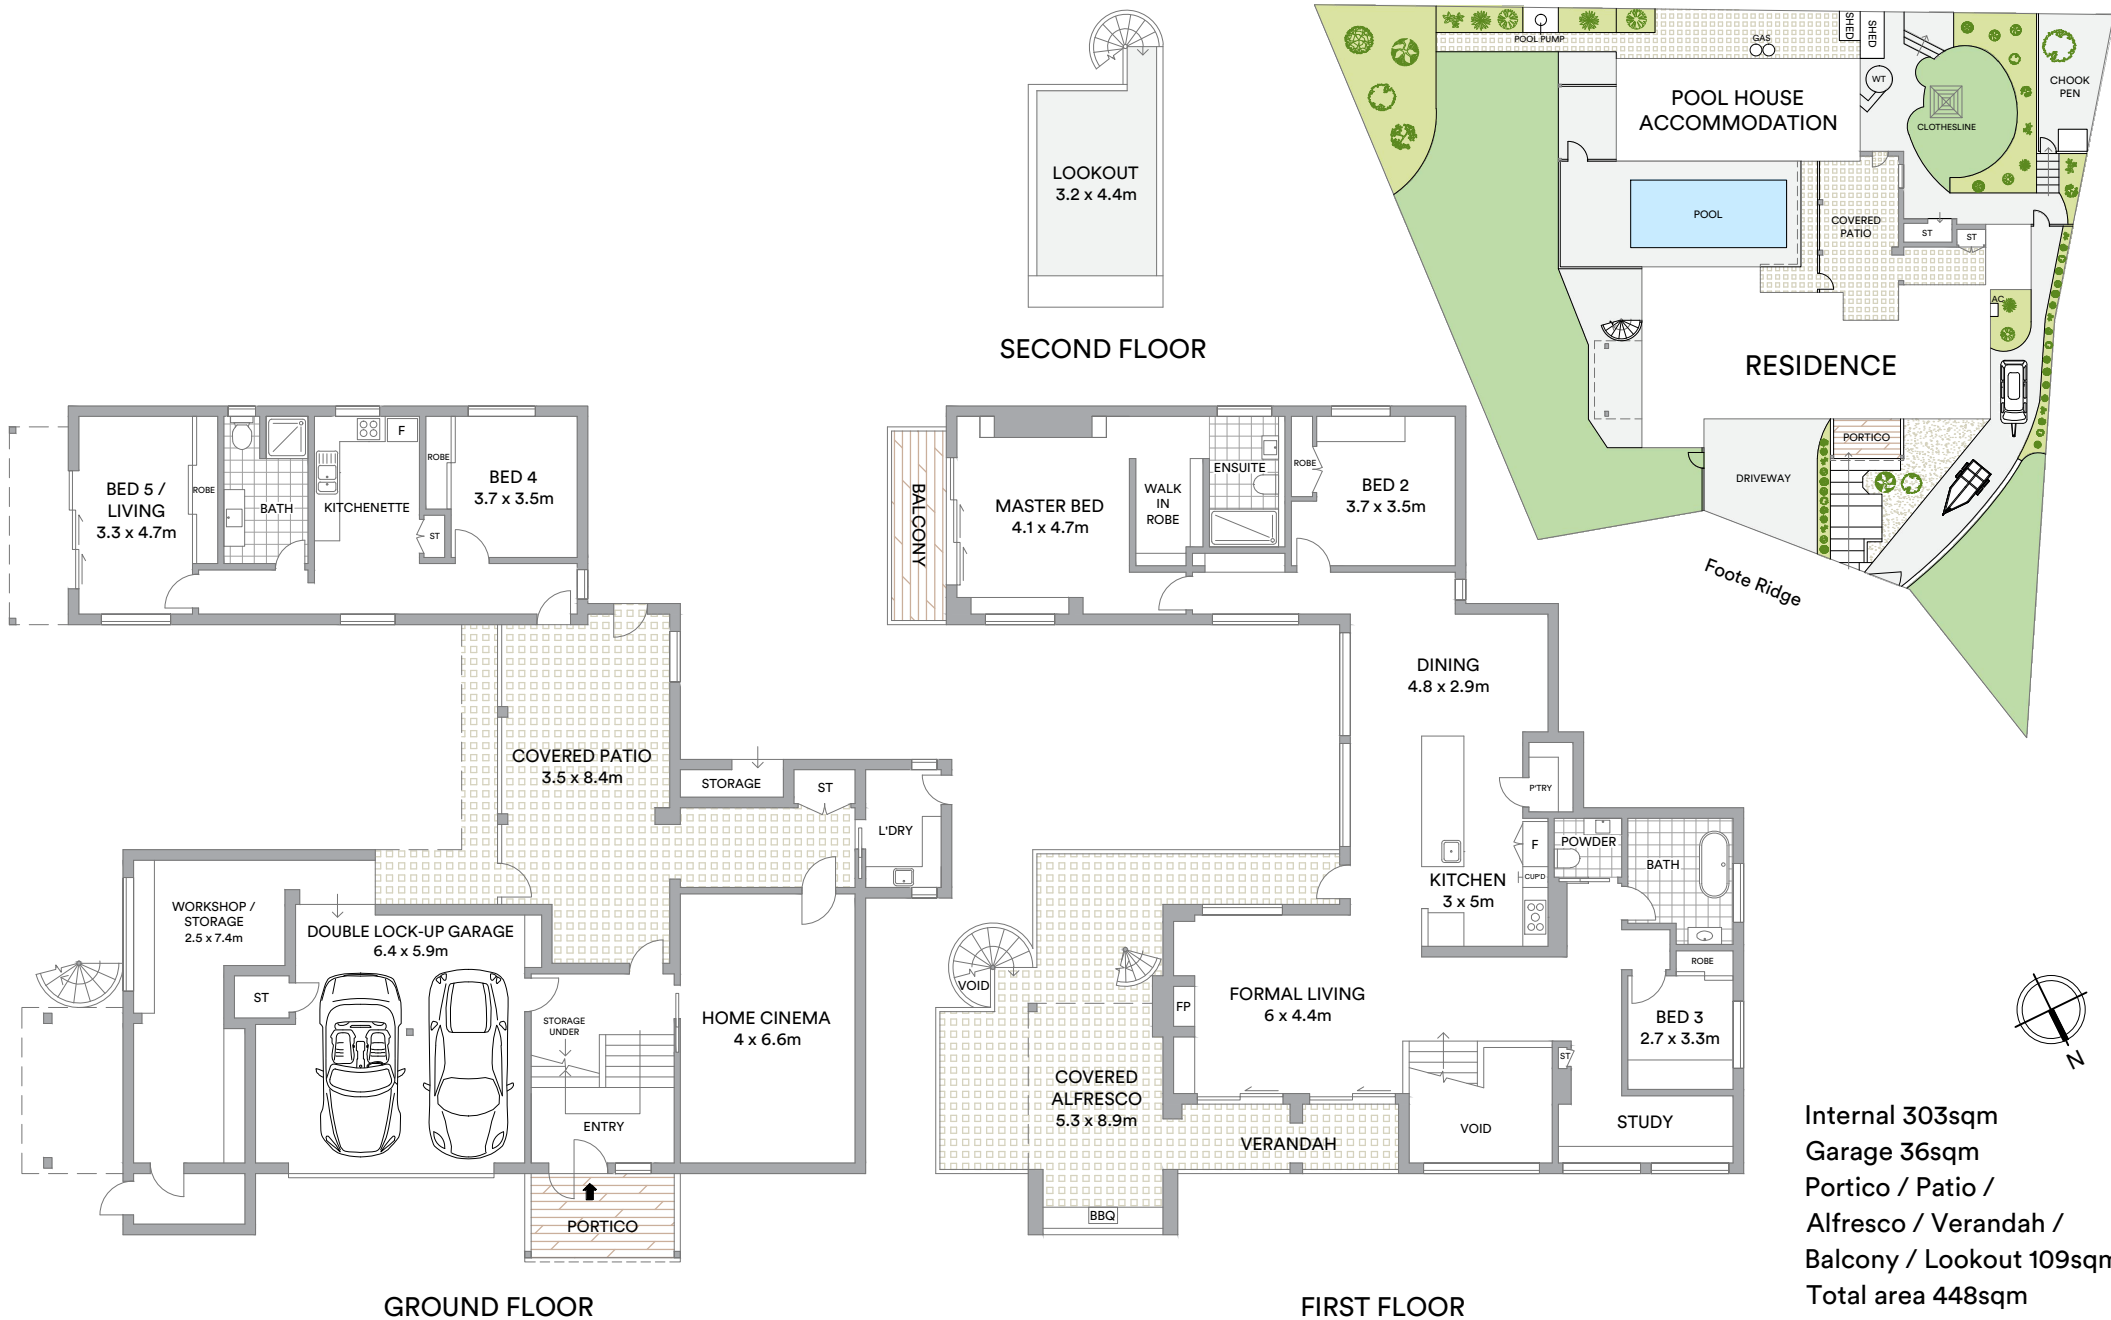 LOOKOUT
3.2 x 4.4m
SECOND FLOOR
POOL PUMP
GAS
SHED
SHED
WT
CHOOK
PEN
POOL HOUSE
ACCOMMODATION
CLOTHESLINE
POOL
COVERED
PATIO
ST
ST
AC
RESIDENCE
PORTICO
DRIVEWAY
Foote Ridge
BED 5 /
LIVING
3.3 x 4.7m
ROBE
BATH
KITCHENETTE
F
ROBE
ST
BED 4
3.7 x 3.5m
COVERED PATIO
3.5 x 8.4m
STORAGE
ST
L'DRY
WORKSHOP /
STORAGE
2.5 x 7.4m
DOUBLE LOCK-UP GARAGE
6.4 x 5.9m
ST
STORAGE
UNDER
HOME CINEMA
4 x 6.6m
ENTRY
PORTICO
GROUND FLOOR
BALCONY
MASTER BED
4.1 x 4.7m
WALK
IN
ROBE
ENSUITE
ROBE
BED 2
3.7 x 3.5m
DINING
4.8 x 2.9m
P'TRY
F
CUP'D
POWDER
BATH
KITCHEN
3 x 5m
VOID
FP
FORMAL LIVING
6 x 4.4m
ROBE
BED 3
2.7 x 3.3m
ST
COVERED
ALFRESCO
5.3 x 8.9m
VERANDAH
VOID
STUDY
BBQ
FIRST FLOOR
N
Internal 303sqm
Garage 36sqm
Portico / Patio /
Alfresco / Verandah /
Balcony / Lookout 109sqm
Total area 448sqm